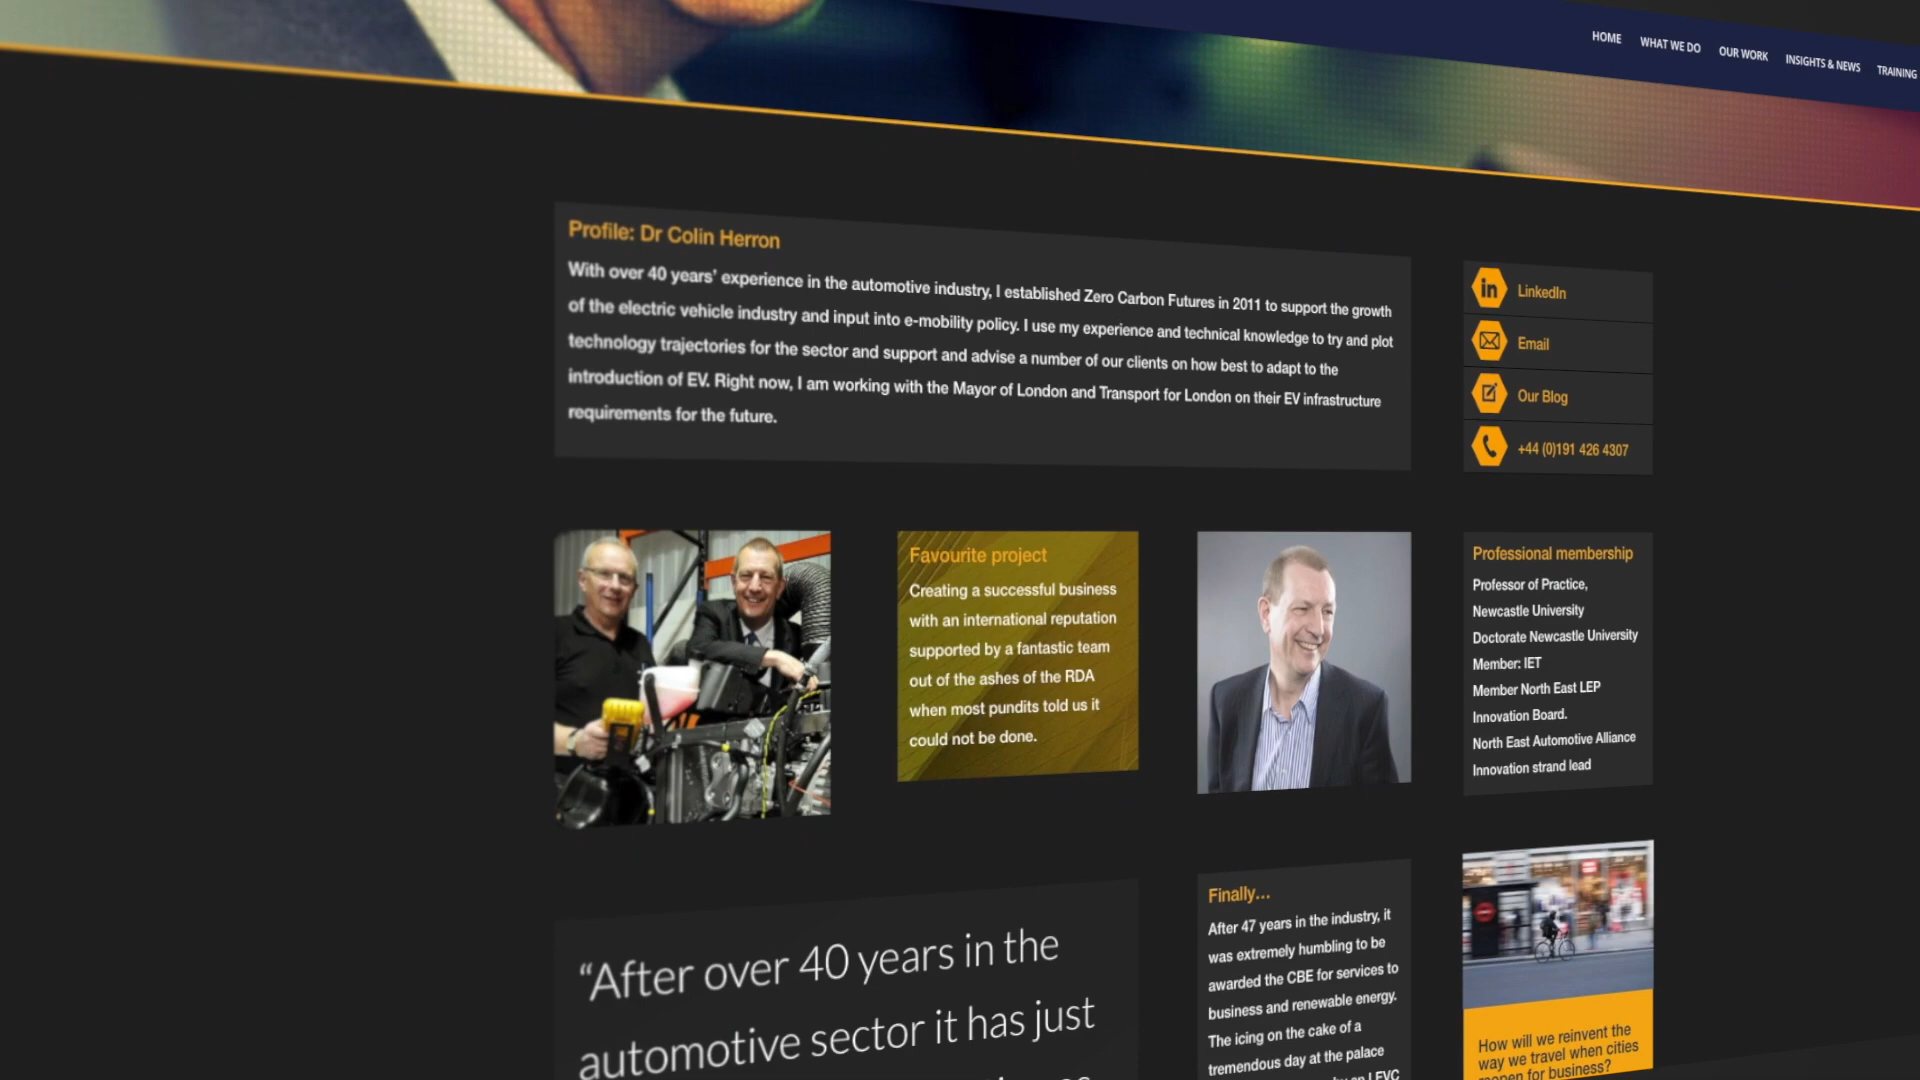 HOME WHAT WE DO OUR WORK INSIGHTS & NEWS TRAINING
Profile: Dr Colin Herron
With over 40 years' experience in the automotive industry, I established Zero Carbon Futures in 2011 to support the growth
of the electric vehicle industry and input into e-mobility policy. I use my experience and technical knowledge to try and plot
technology trajectories for the sector and support and advise a number of our clients on how best to adapt to the
introduction of EV. Right now, I am working with the Mayor of London and Transport for London on their EV infrastructure
requirements for the future.
in LinkedIn
Email
Our Blog
+44 (0)191 426 4307
Favourite project
Creating a successful business
with an international reputation
supported by a fantastic team
out of the ashes of the RDA
when most pundits told us it
could not be done.
Professional membership
Professor of Practice,
Newcastle University
Doctorate Newcastle University
Member: IET
Member North East LEP
Innovation Board.
North East Automotive Alliance
Innovation strand lead
“After over 40 years in the
automotive sector it has just
Finally...
After 47 years in the industry, it
was extremely humbling to be
awarded the CBE for services to
business and renewable energy.
The icing on the cake of a
tremendous day at the palace
LEVC
How will we reinvent the
way we travel when cities
reopen for business?